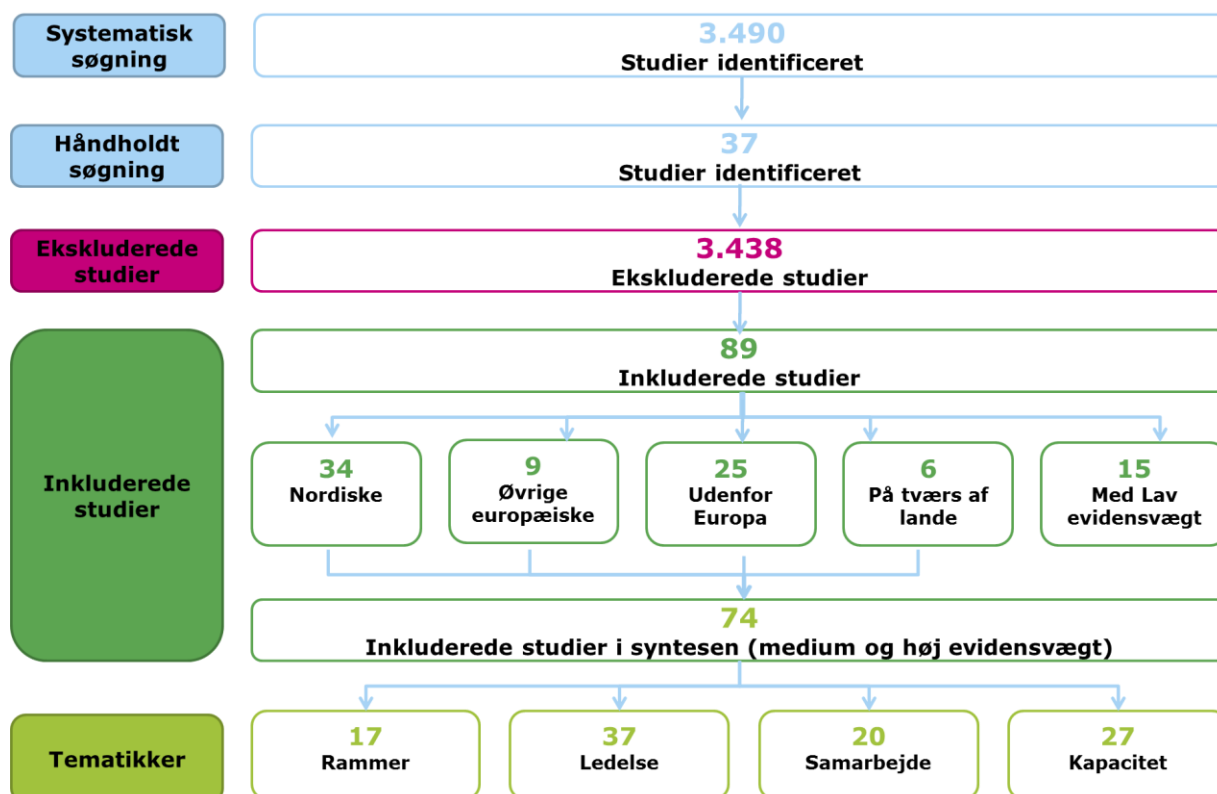 Systematisk
søgning
3.490
Studier identificeret
Håndholdt
søgning
37
Studier identificeret
Ekskluderede
studier
3.438
Ekskluderede studier
Inkluderede
studier
89
Inkluderede studier
34
Nordiske
9
Øvrige
europæiske
25
Udenfor
Europa
6
På tværs af
lande
15
Med Lav
evidensvægt
74
Inkluderede studier i syntesen (medium og høj evidensvægt)
Tematikker
17
Rammer
37
Ledelse
20
Samarbejde
27
Kapacitet